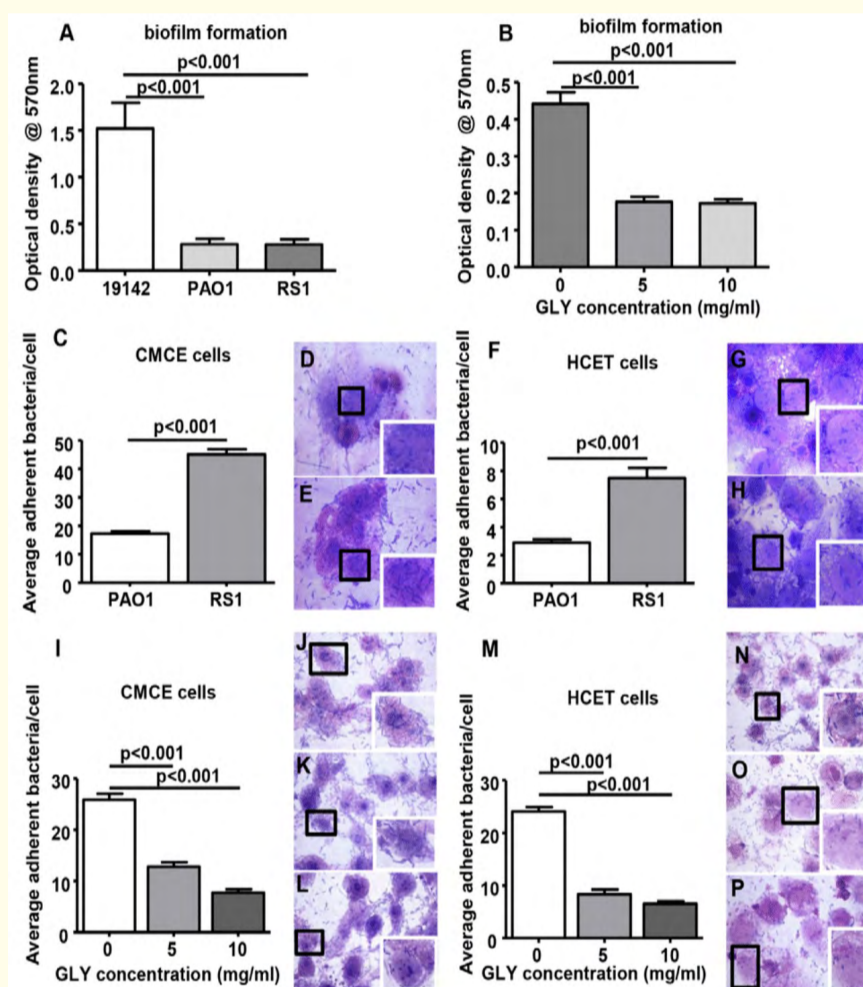 A
biofilm formation
p<0.001
p<0.001
Optical density @ 570nm
2.0
1.5
1.0
0.5
0.0
19142 PAO1 RS1
B
biofilm formation
p<0.001
p<0.001
Optical density @ 570nm
0.5
0.4
0.3
0.2
0.1
0.0
0 5 10
GLY concentration (mg/ml)
C
CMCE cells
p<0.001
Average adherent bacteria/cell
50
40
30
20
10
0
PAO1 RS1
D
E
F
HCET cells
p<0.001
Average adherent bacteria/cell
10
8
6
4
2
0
PAO1 RS1
G
H
I
CMCE cells
p<0.001
p<0.001
Average adherent bacteria/cell
30
20
10
0
0 5 10
GLY concentration (mg/ml)
J
K
L
M
HCET cells
p<0.001
p<0.001
Average adherent bacteria/cell
30
20
10
0
0 5 10
GLY concentration (mg/ml)
N
O
P